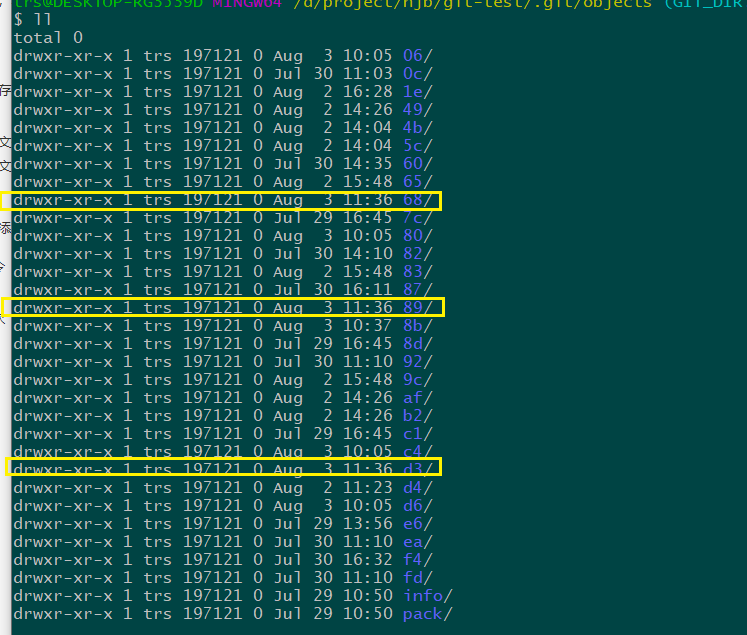 trs@DESKTOP-RG5J59D MINGW64 /d/project/njb/git-test/.git/objects (GIT_DIR
$ ll
total 0
drwxr-xr-x 1 trs 197121 0 Aug  3 10:05 06/
drwxr-xr-x 1 trs 197121 0 Jul 30 11:03 0c/
drwxr-xr-x 1 trs 197121 0 Aug  2 16:28 1e/
存
drwxr-xr-x 1 trs 197121 0 Aug  2 14:26 49/
drwxr-xr-x 1 trs 197121 0 Aug  2 14:04 4b/
文
drwxr-xr-x 1 trs 197121 0 Aug  2 14:04 5c/
文
drwxr-xr-x 1 trs 197121 0 Jul 30 14:35 60/
drwxr-xr-x 1 trs 197121 0 Aug  2 15:48 65/
drwxr-xr-x 1 trs 197121 0 Aug  3 11:36 68/
drwxr-xr-x 1 trs 197121 0 Jul 29 16:45 7c/
添
drwxr-xr-x 1 trs 197121 0 Aug  3 10:05 80/
drwxr-xr-x 1 trs 197121 0 Jul 30 14:10 82/
drwxr-xr-x 1 trs 197121 0 Aug  2 15:48 83/
drwxr-xr-x 1 trs 197121 0 Jul 30 16:11 87/
drwxr-xr-x 1 trs 197121 0 Aug  3 11:36 89/
drwxr-xr-x 1 trs 197121 0 Aug  3 10:37 8b/
drwxr-xr-x 1 trs 197121 0 Jul 29 16:45 8d/
drwxr-xr-x 1 trs 197121 0 Jul 30 11:10 92/
drwxr-xr-x 1 trs 197121 0 Aug  2 15:48 9c/
drwxr-xr-x 1 trs 197121 0 Aug  2 14:26 af/
drwxr-xr-x 1 trs 197121 0 Aug  2 14:26 b2/
drwxr-xr-x 1 trs 197121 0 Jul 29 16:45 c1/
drwxr-xr-x 1 trs 197121 0 Aug  3 10:05 c4/
drwxr-xr-x 1 trs 197121 0 Aug  3 11:36 d3/
drwxr-xr-x 1 trs 197121 0 Aug  2 11:23 d4/
drwxr-xr-x 1 trs 197121 0 Aug  3 10:05 d6/
drwxr-xr-x 1 trs 197121 0 Jul 29 13:56 e6/
drwxr-xr-x 1 trs 197121 0 Jul 30 11:10 ea/
drwxr-xr-x 1 trs 197121 0 Jul 30 16:32 f4/
drwxr-xr-x 1 trs 197121 0 Jul 30 11:10 fd/
drwxr-xr-x 1 trs 197121 0 Jul 29 10:50 info/
drwxr-xr-x 1 trs 197121 0 Jul 29 10:50 pack/